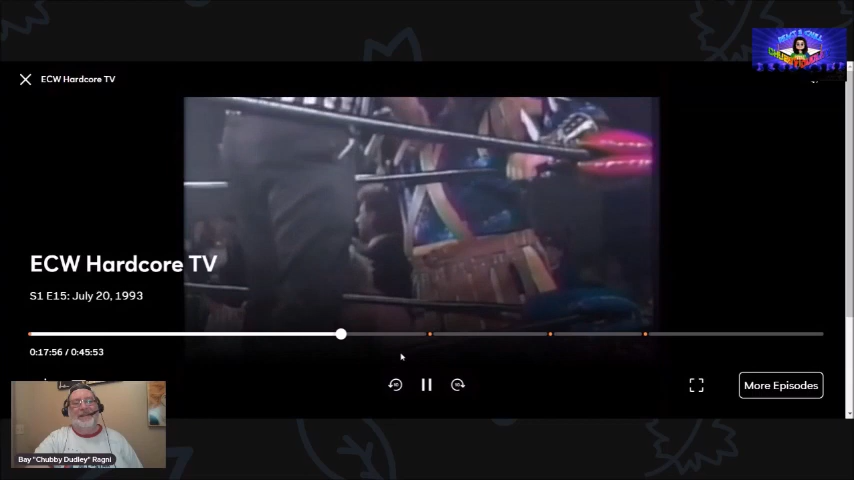 ECW Hardcore TV
ECW Hardcore TV
S1 E15: July 20, 1993
0:17:56 / 0:45:53
More Episodes
Bay "Chubby Dudley" Ragni